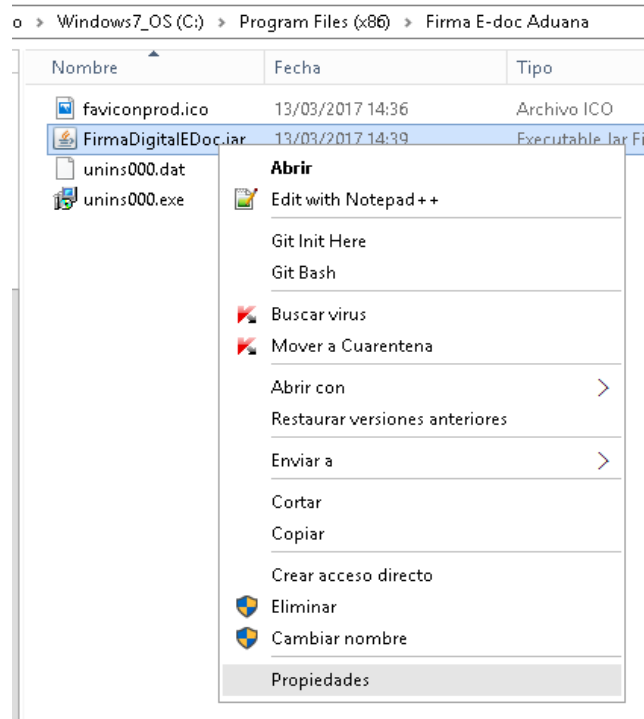 o > Windows7_OS (C:) > Program Files (x86) > Firma E-doc Aduana
Nombre Fecha Tipo
faviconprod.ico 13/03/2017 14:36 Archivo ICO
FirmaDigitalEDoc.jar 13/03/2017 14:39 Executable Jar Fi
unins000.dat
unins000.exe
Abrir
Edit with Notepad++
Git Init Here
Git Bash
Buscar virus
Mover a Cuarentena
Abrir con
Restaurar versiones anteriores
Enviar a
Cortar
Copiar
Crear acceso directo
Eliminar
Cambiar nombre
Propiedades